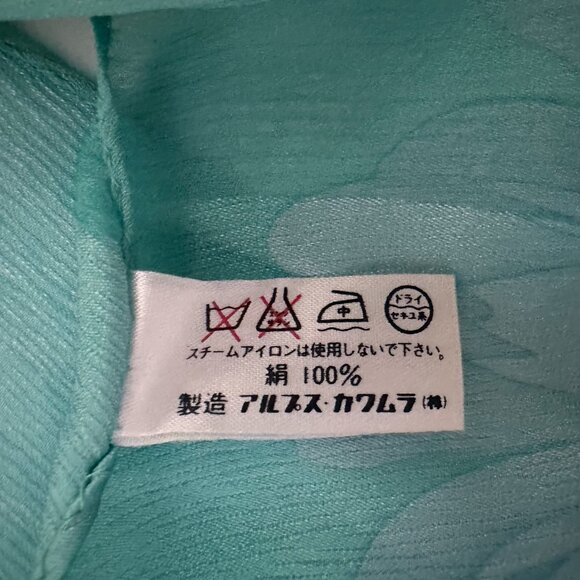 中
ドライ
セキユ系
スチームアイロンは使用しないで下さい。
絹 100%
製造 アルプス・カワムラ(株)